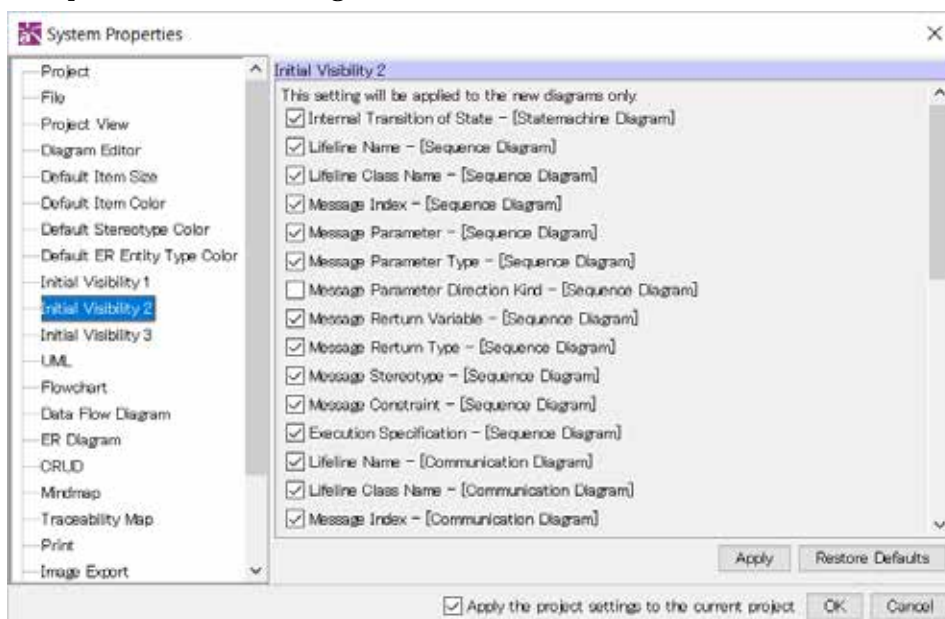 System Properties
Project
File
Project View
Diagram Editor
Default Item Size
Default Item Color
Default Stereotype Color
Default ER Entity Type Color
Initial Visibility 1
Initial Visibility 2
Initial Visibility 3
UML
Flowchart
Data Flow Diagram
ER Diagram
CRUD
Mindmap
Traceability Map
Print
Image Export
Initial Visibility 2
This setting will be applied to the new diagrams only
Internal Transition of State - [Statemachine Diagram]
Lifeline Name - [Sequence Diagram]
Lifeline Class Name - [Sequence Diagram]
Message Index - [Sequence Diagram]
Message Parameter - [Sequence Diagram]
Message Parameter Type - [Sequence Diagram]
Message Parameter Direction Kind - [Sequence Diagram]
Message Rerturn Variable - [Sequence Diagram]
Message Rerturn Type - [Sequence Diagram]
Message Stereotype - [Sequence Diagram]
Message Constraint - [Sequence Diagram]
Execution Specification - [Sequence Diagram]
Lifeline Name - [Communication Diagram]
Lifeline Class Name - [Communication Diagram]
Message Index - [Communication Diagram]
Apply Restore Defaults
Apply the project settings to the current project OK Cancel